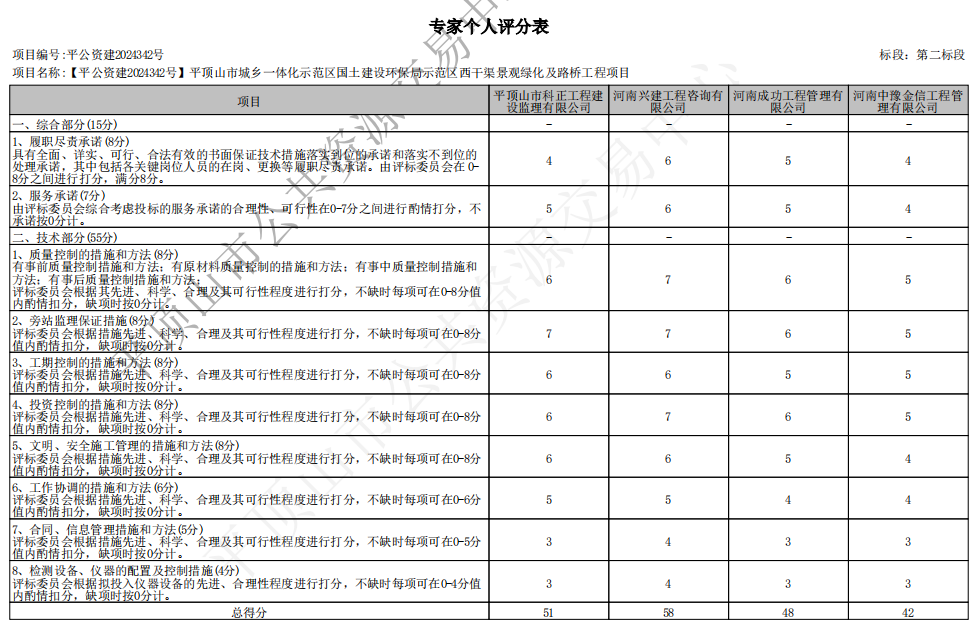 专家个人评分表
项目编号:平公资建2024342号
标段：第二标段
项目名称:【平公资建2024342号】平顶山市城乡一体化示范区国土建设环保局示范区西干渠景观绿化及路桥工程项目
项目
平顶山市科正工程建
设监理有限公司
河南兴建工程咨询有
限公司
河南成功工程管理有
限公司
河南中豫金信工程管
理有限公司
一、综合部分(15分)
- - - -
1、履职尽责承诺(8分)
具有全面、详实、可行、合法有效的书面保证技术措施落实到位的承诺和落实不到位的
处理承诺，其中包括各关键岗位人员的在岗、更换等履职尽责承诺。由评标委员会在0-
8分之间进行打分，满分8分。
4 6 5 4
2、服务承诺(7分)
由评标委员会综合考虑投标的服务承诺的合理性、可行性在0-7分之间进行酌情打分，不
承诺按0分计。
5 6 5 4
二、技术部分(55分)
- - - -
1、质量控制的措施和方法(8分)
有事前质量控制措施和方法；有原材料质量控制的措施和方法；有事中质量控制措施和
方法；有事后质量控制措施和方法；
评标委员会根据其先进、科学、合理及其可行性程度进行打分，不缺时每项可在0-8分值
内酌情扣分，缺项时按0分计。
6 7 6 5
2、旁站监理保证措施(8分)
评标委员会根据措施先进、科学、合理及其可行性程度进行打分，不缺时每项可在0-8分
值内酌情扣分，缺项时按0分计。
7 7 6 5
3、工期控制的措施和方法(8分)
评标委员会根据措施先进、科学、合理及其可行性程度进行打分，不缺时每项可在0-8分
值内酌情扣分，缺项时按0分计。
6 6 5 5
4、投资控制的措施和方法(8分)
评标委员会根据措施先进、科学、合理及其可行性程度进行打分，不缺时每项可在0-8分
值内酌情扣分，缺项时按0分计。
6 7 6 5
5、文明、安全施工管理的措施和方法(8分)
评标委员会根据措施先进、科学、合理及其可行性程度进行打分，不缺时每项可在0-8分
值内酌情扣分，缺项时按0分计。
6 6 5 4
6、工作协调的措施和方法(6分)
评标委员会根据措施先进、科学、合理及其可行性程度进行打分，不缺时每项可在0-6分
值内酌情扣分，缺项时按0分计。
5 5 4 4
7、合同、信息管理措施和方法(5分)
评标委员会根据措施先进、科学、合理及其可行性程度进行打分，不缺时每项可在0-5分
值内酌情扣分，缺项时按0分计。
3 4 3 3
8、检测设备、仪器的配置及控制措施(4分)
评标委员会根据拟投入仪器设备的先进、合理性程度进行打分，不缺时每项可在0-4分值
内酌情扣分，缺项时按0分计。
3 4 3 3
总得分
51 58 48 42
平顶山市公共资源交易中
平顶山市公共资源交易中心